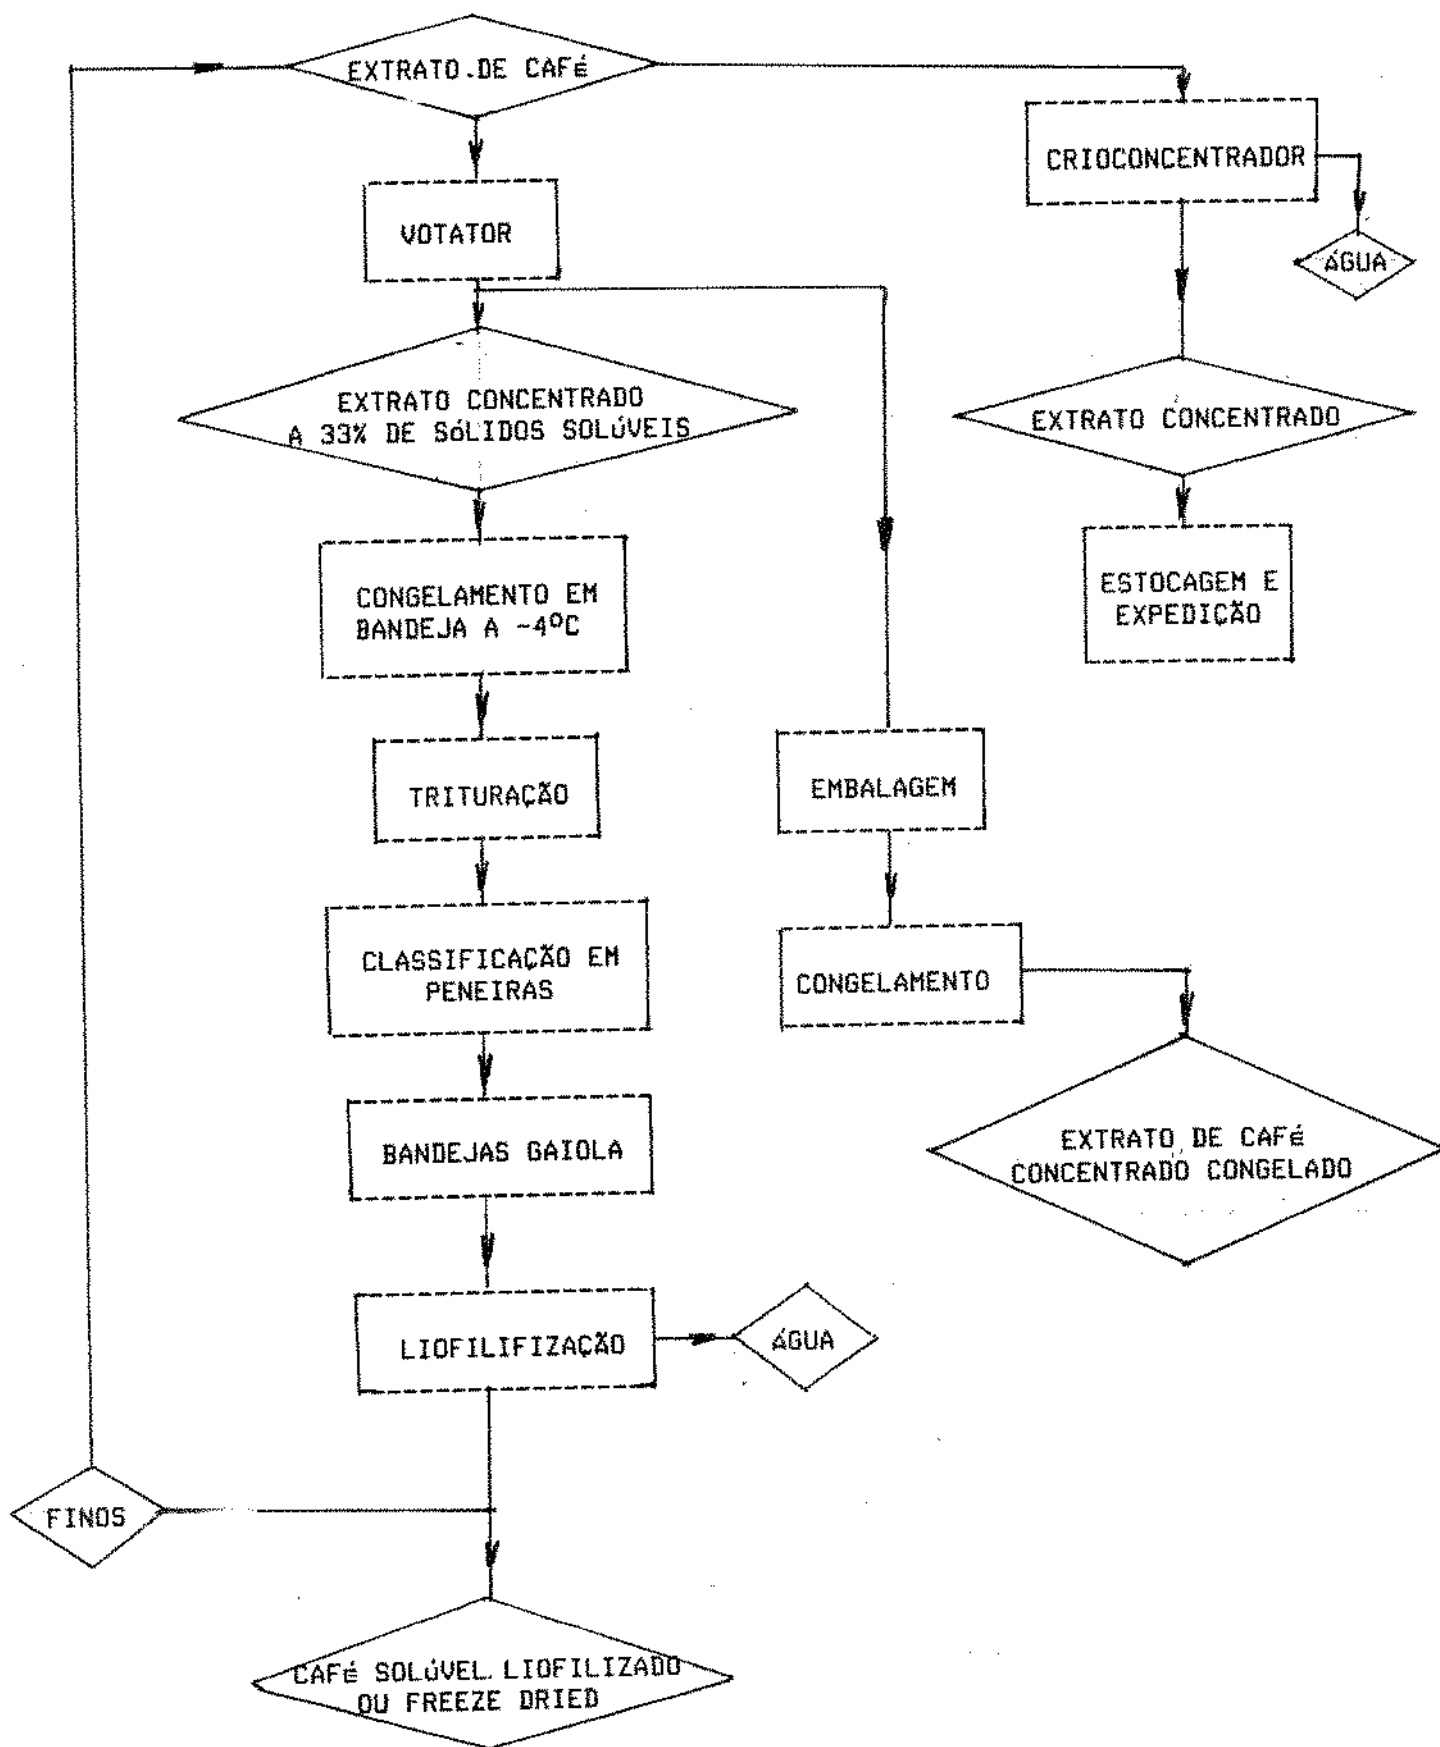 EXTRATO.DE CAFÉ
CRIOCONCENTRADOR
VOTATOR
ÁGUA
EXTRATO CONCENTRADO
A 33% DE SÓLIDOS SOLÚVEIS
EXTRATO CONCENTRADO
CONGELAMENTO EM
BANDEJA A -4ºC
ESTOCAGEM E
EXPEDIÇÃO
TRITURAÇÃO
EMBALAGEM
CLASSIFICAÇÃO EM
PENEIRAS
CONGELAMENTO
BANDEJAS GAIOLA
EXTRATO DE CAFÉ
CONCENTRADO CONGELADO
LIOFILIFIZAÇÃO
ÁGUA
FINOS
CAFÉ SOLÚVEL LIOFILIZADO
OU FREEZE DRIED